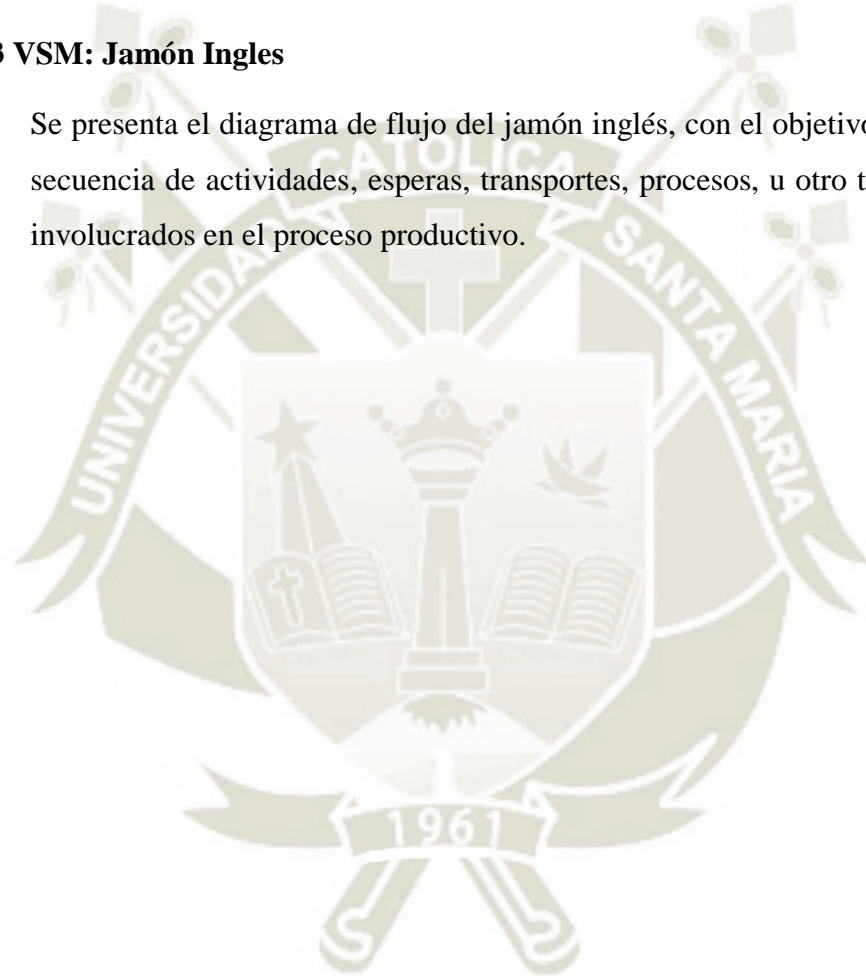 3 VSM: Jamón Ingles
Se presenta el diagrama de flujo del jamón inglés, con el objetivo
secuencia de actividades, esperas, transportes, procesos, u otro t
involucrados en el proceso productivo.
UNIVERSIDAD CATOLICA SANTA MARIA
1961